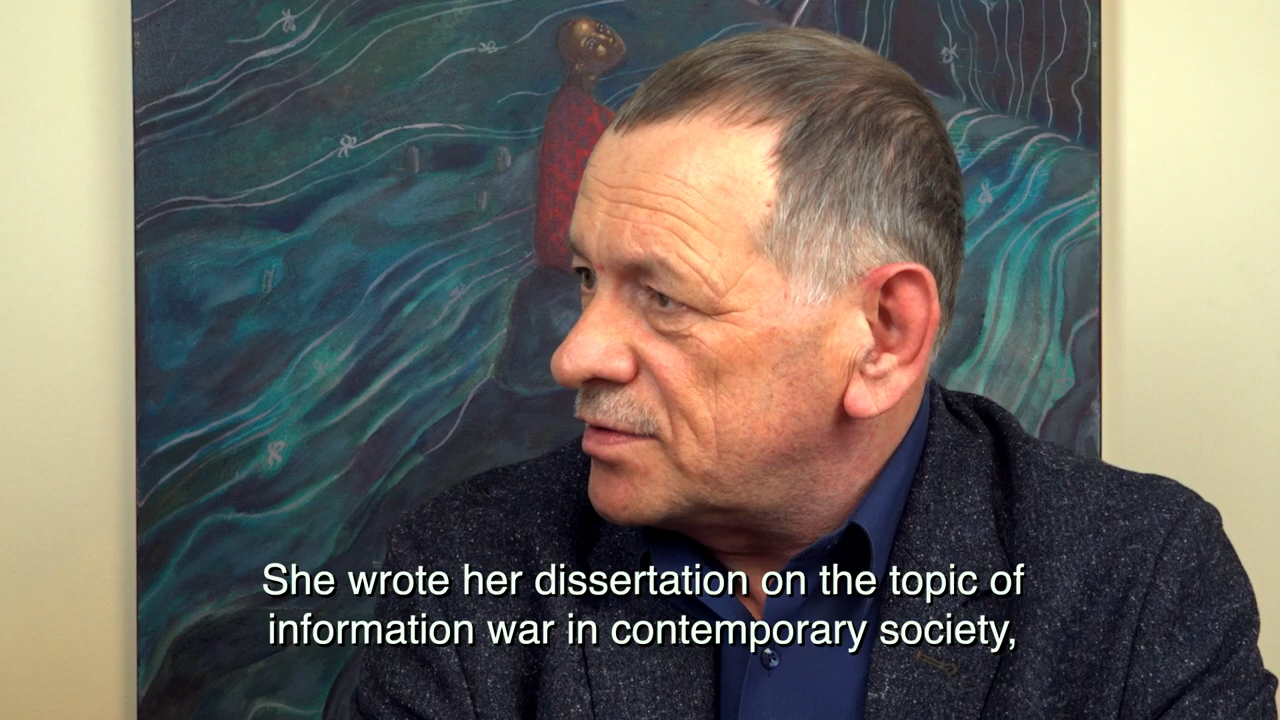 She wrote her dissertation on the topic of
information war in contemporary society,